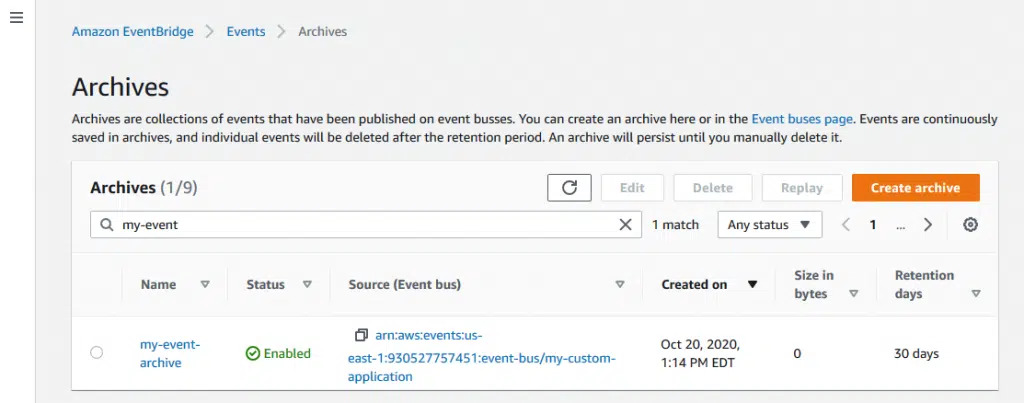 Amazon EventBridge > Events > Archives
Archives
Archives are collections of events that have been published on event busses. You can create an archive here or in the Event buses page. Events are continuously
saved in archives, and individual events will be deleted after the retention period. An archive will persist until you manually delete it.
Archives (1/9) Edit Delete Replay Create archive
my-event 1 match Any status 1 ...
Name Status Source (Event bus) Created on Size in Retention
bytes days
my-event- Enabled arn:aws:events:us- Oct 20, 2020, 0 30 days
archive east-1:930527757451:event-bus/my-custom- 1:14 PM EDT
application